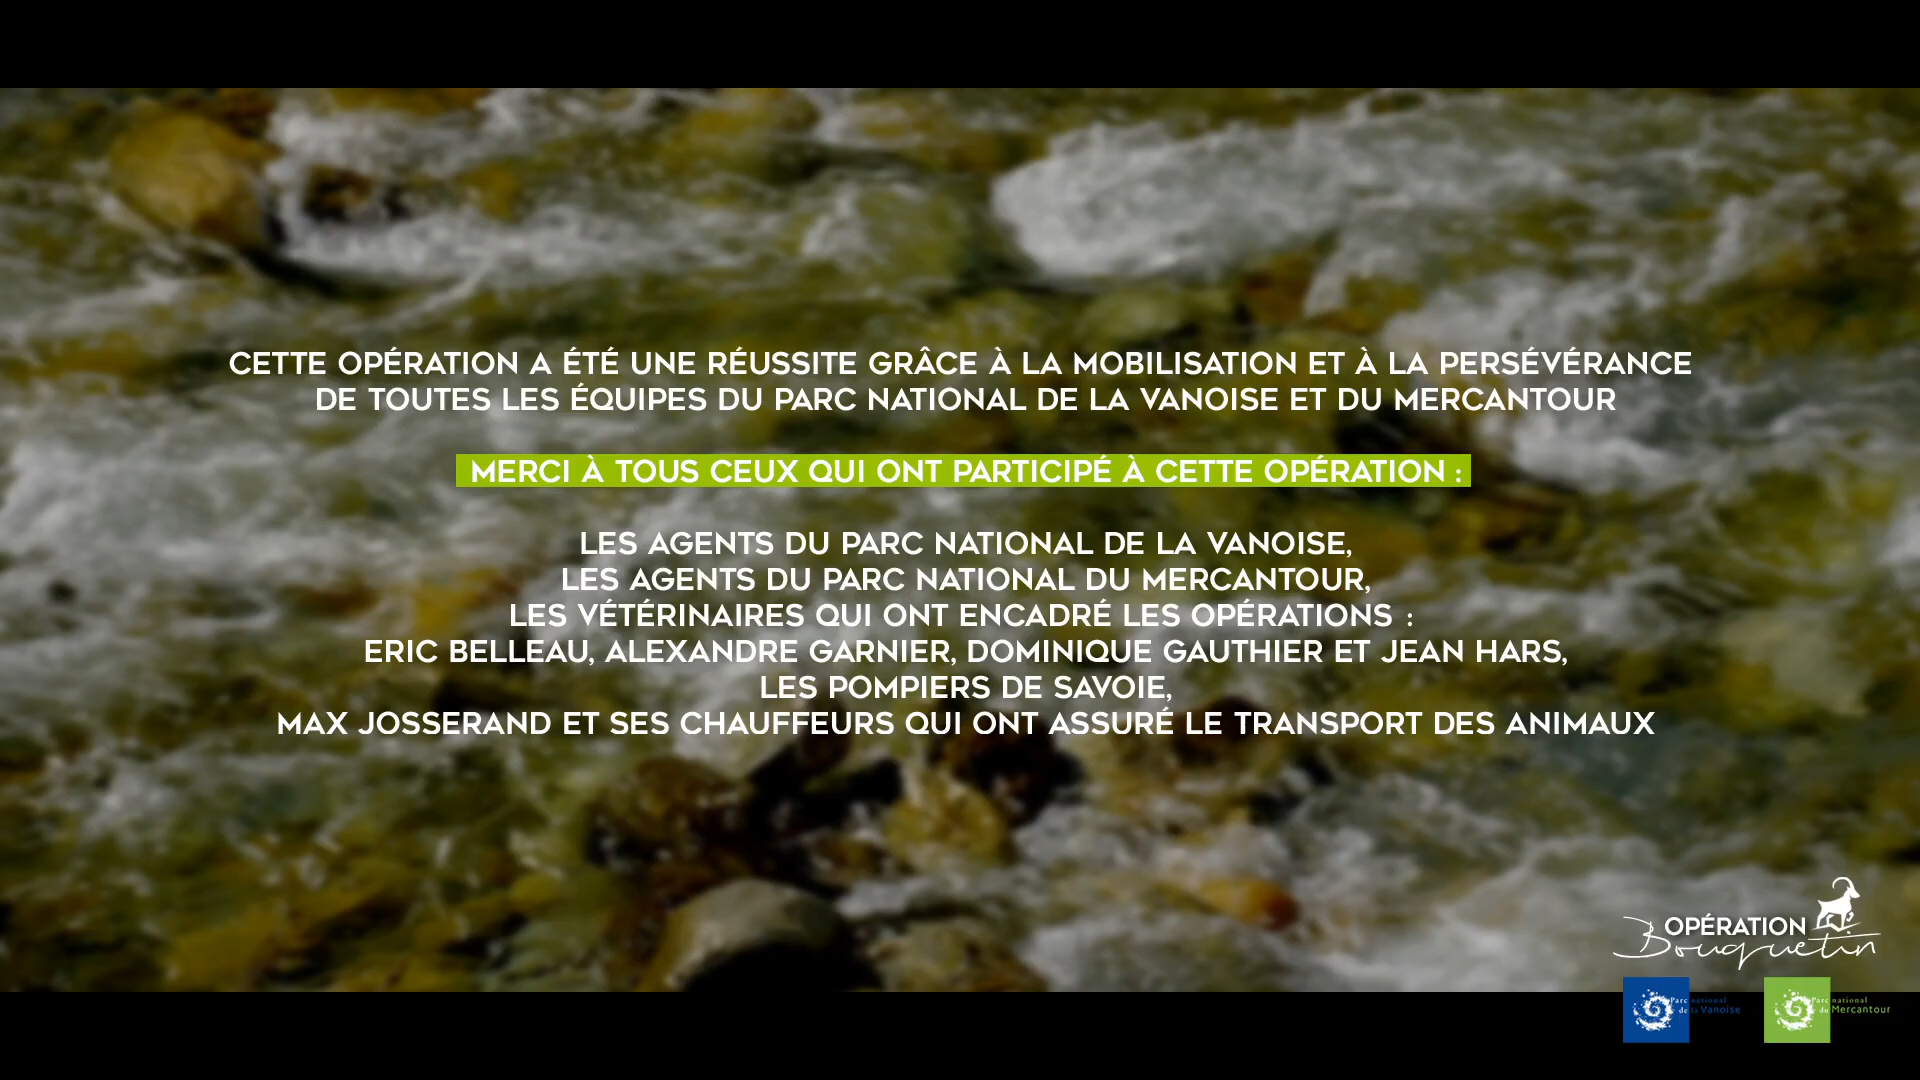 CETTE OPÉRATION A ÉTÉ UNE RÉUSSITE GRÂCE À LA MOBILISATION ET À LA PERSÉVÉRANCE
DE TOUTES LES ÉQUIPES DU PARC NATIONAL DE LA VANOISE ET DU MERCANTOUR
MERCI À TOUS CEUX QUI ONT PARTICIPÉ À CETTE OPÉRATION :
LES AGENTS DU PARC NATIONAL DE LA VANOISE,
LES AGENTS DU PARC NATIONAL DU MERCANTOUR,
LES VÉTÉRINAIRES QUI ONT ENCADRÉ LES OPÉRATIONS :
ERIC BELLEAU, ALEXANDRE GARNIER, DOMINIQUE GAUTHIER ET JEAN HARS,
LES POMPIERS DE SAVOIE,
MAX JOSSERAND ET SES CHAUFFEURS QUI ONT ASSURÉ LE TRANSPORT DES ANIMAUX
OPÉRATION
Bouquetin
Parc national
de la Vanoise
Parc national
du Mercantour